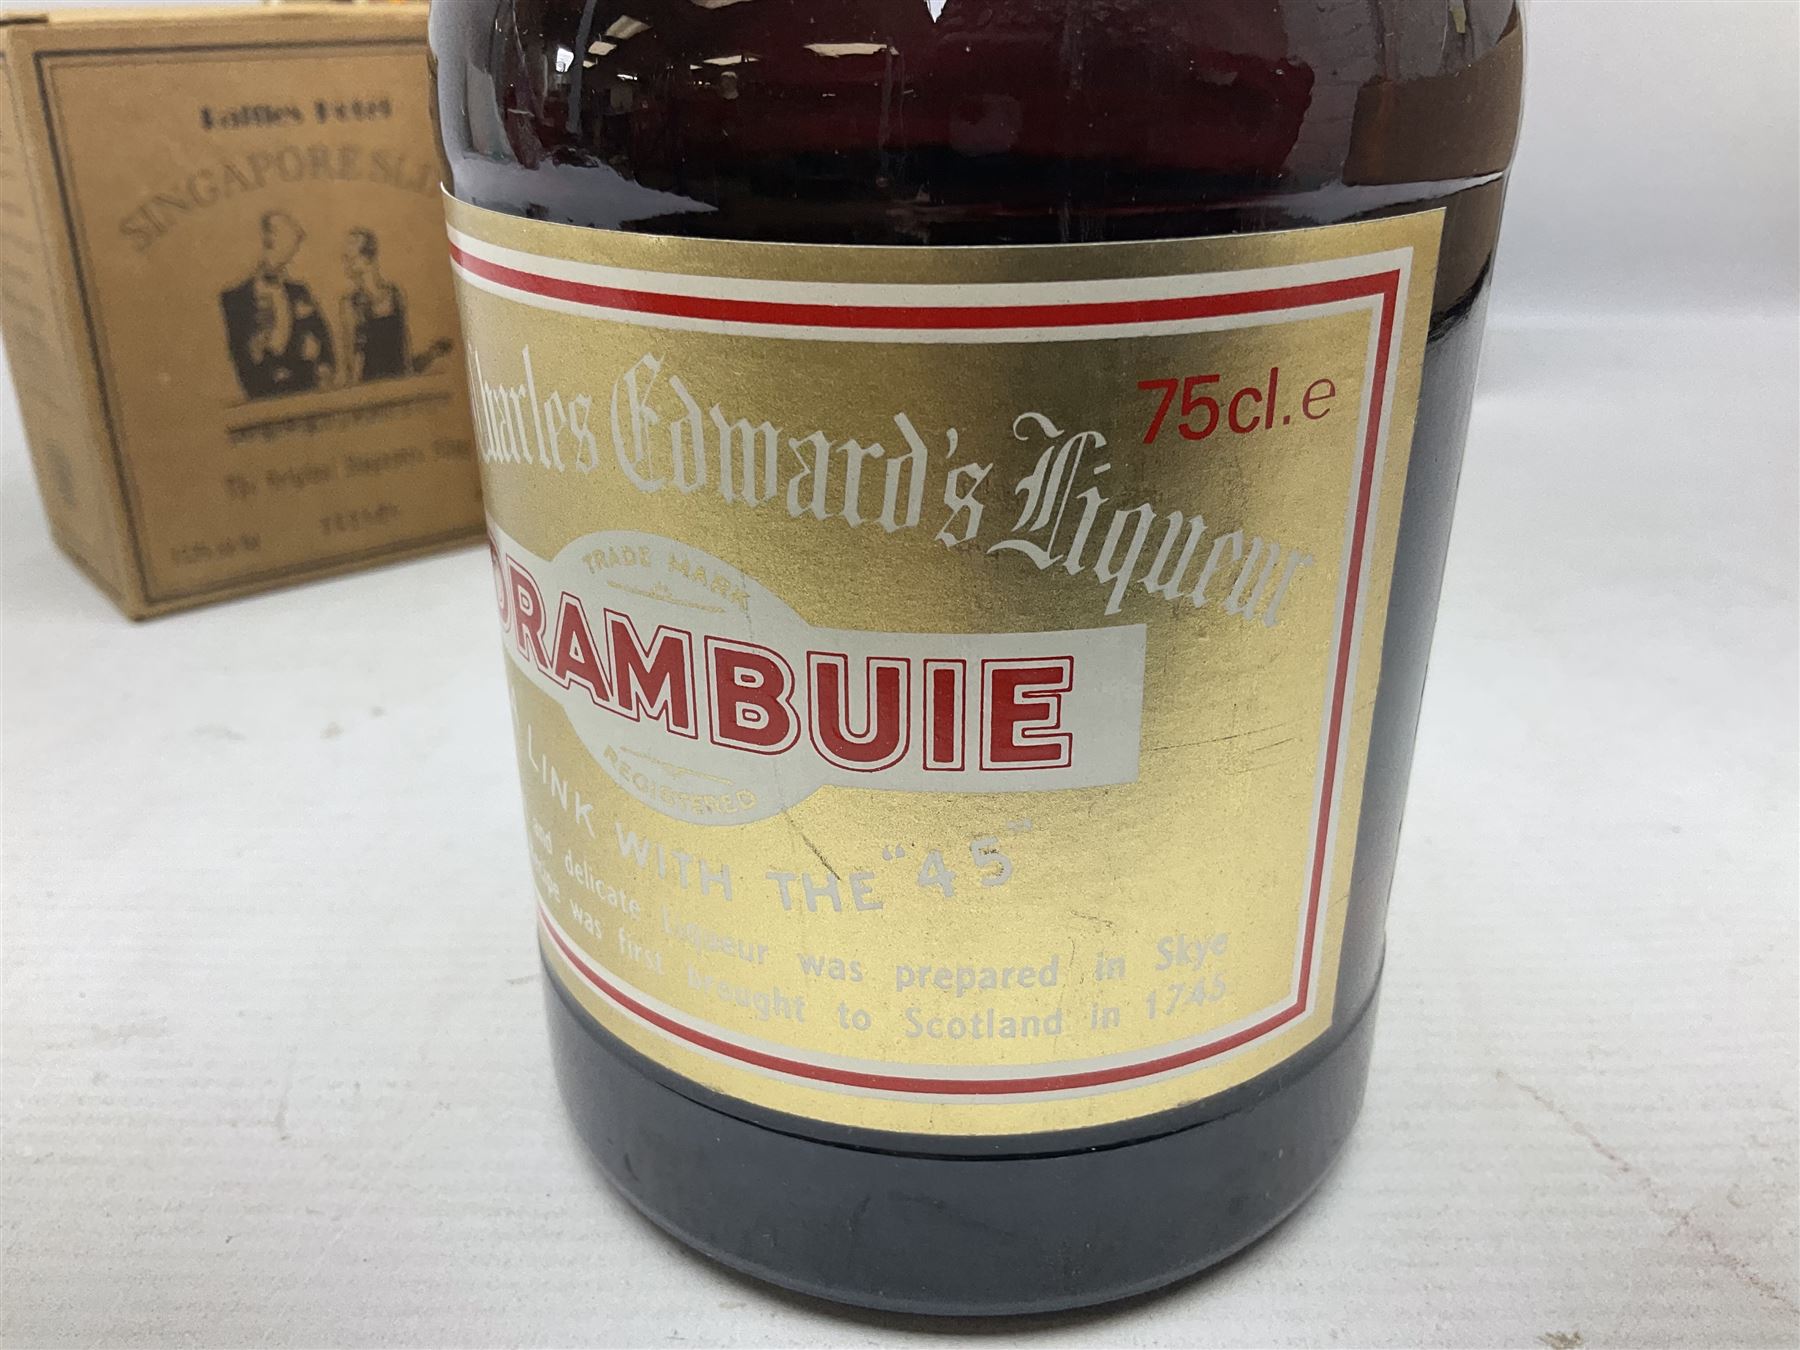 Raffles Hotel
SINGAPORE SLI
75cl.e
Charles Edward's Liqueur
TRADE MARK
DRAMBUIE
REGISTERED
LINK WITH THE "45"
and delicate Liqueur was prepared in Skye
was first brought to Scotland in 1745